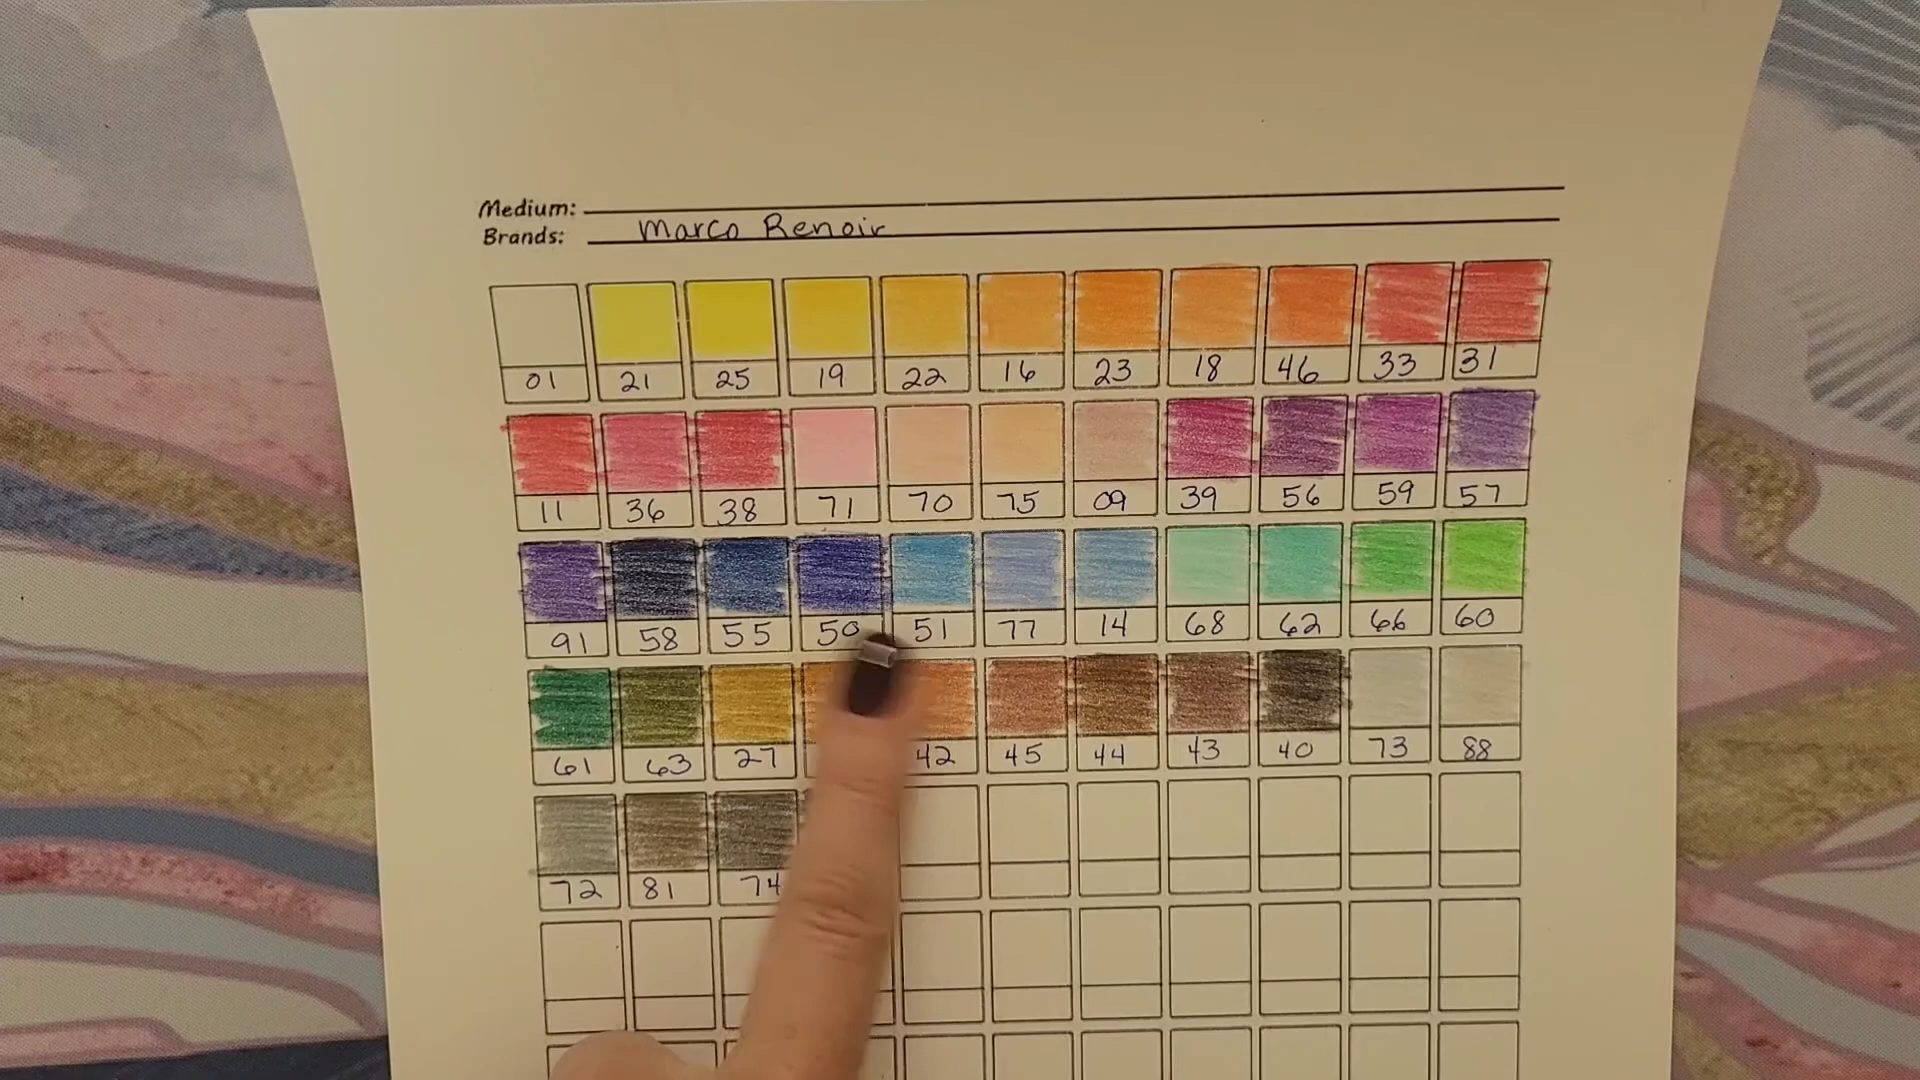 Medium:
Brands: Marco Renoir
01 21 25 19 22 16 23 18 46 33 31
11 36 38 71 70 75 09 39 56 59 57
91 58 55 50 51 77 14 68 62 66 60
61 63 27 42 45 44 43 40 73 88
72 81 74